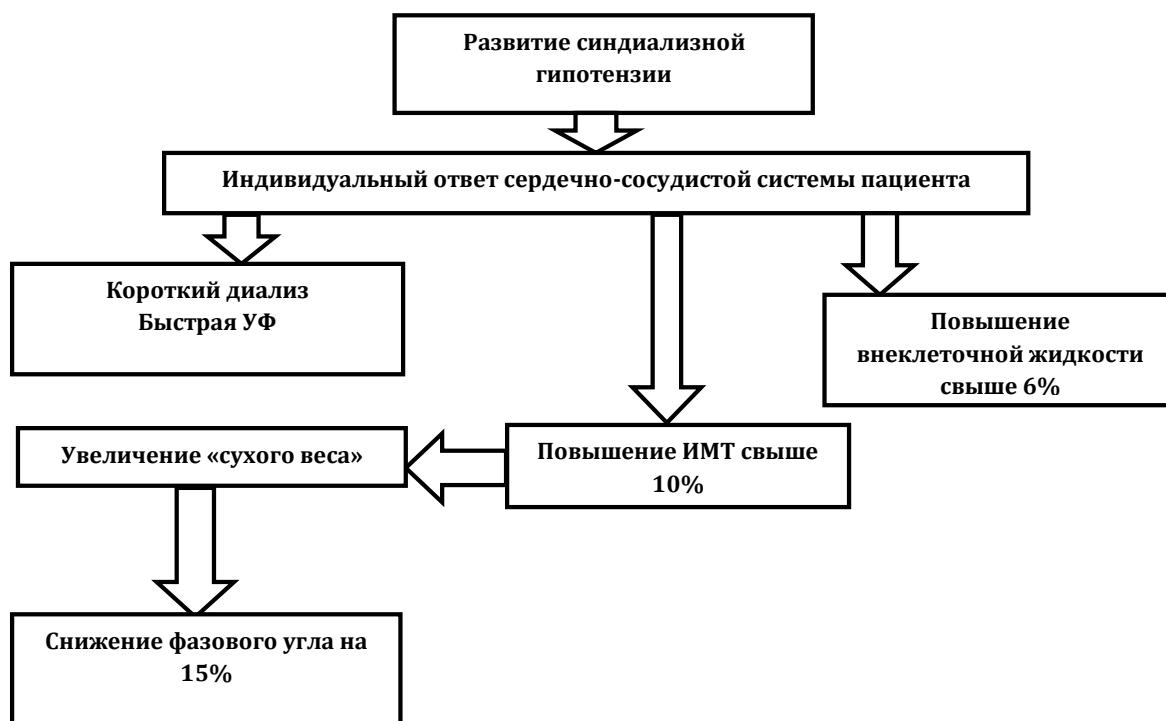 Развитие синдиализной
гипотензии
Индивидуальный ответ сердечно-сосудистой системы пациента
Короткий диализ
Быстрая УФ
Повышение
внеклеточной жидкости
свыше 6%
Увеличение «сухого веса»
Повышение ИМТ свыше
10%
Снижение фазового угла на
15%